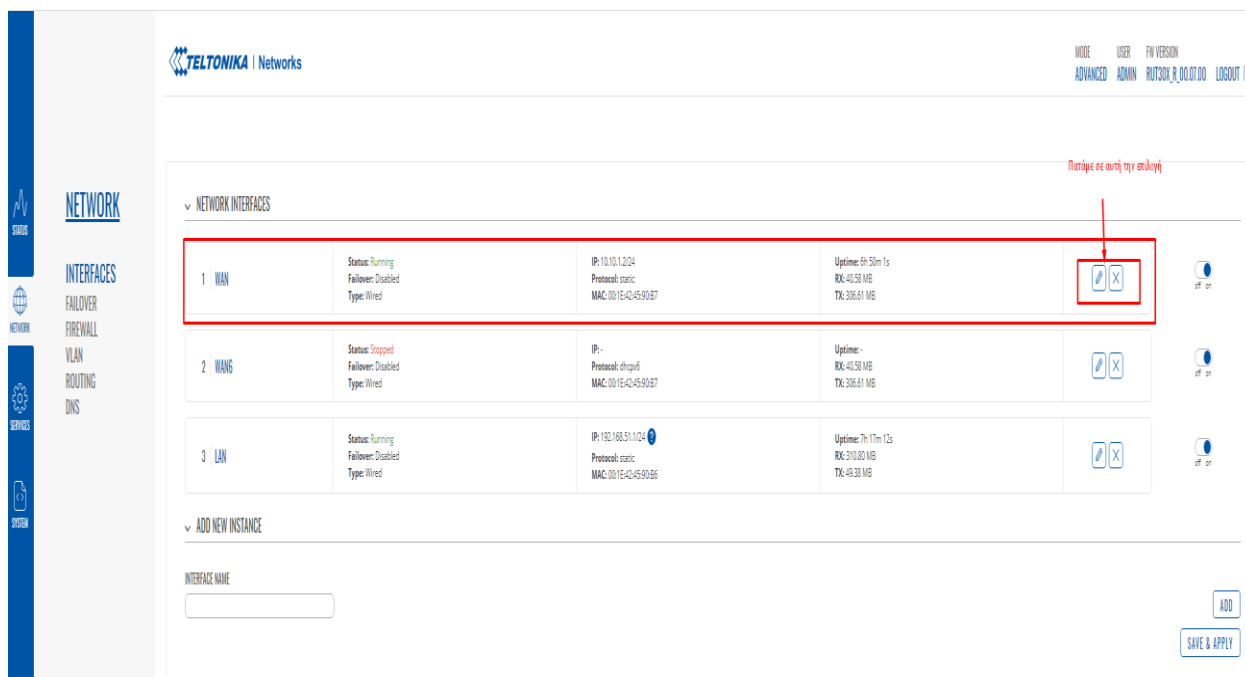 TELTONIKA | Networks
MODE USER FW VERSION
ADVANCED ADMIN RUT30X_R_00.07.00 LOGOUT
Πατάμε σε αυτή την επιλογή
STATUS
NETWORK
SERVICES
SYSTEM
NETWORK
INTERFACES
FAILOVER
FIREWALL
VLAN
ROUTING
DNS
NETWORK INTERFACES
1 WAN
Status: Running
Failover: Disabled
Type: Wired
IP: 10.10.1.2/24
Protocol: static
MAC: 00:1E:42:45:90:B7
Uptime: 6h 50m 1s
RX: 40.58 MB
TX: 306.61 MB
off on
2 WAN6
Status: Stopped
Failover: Disabled
Type: Wired
IP: -
Protocol: dhcpv6
MAC: 00:1E:42:45:90:B7
Uptime: -
RX: 40.58 MB
TX: 306.61 MB
off on
3 LAN
Status: Running
Failover: Disabled
Type: Wired
IP: 192.168.51.1/24 ?
Protocol: static
MAC: 00:1E:42:45:90:B6
Uptime: 7h 17m 12s
RX: 310.80 MB
TX: 49.38 MB
off on
ADD NEW INSTANCE
INTERFACE NAME
ADD
SAVE & APPLY